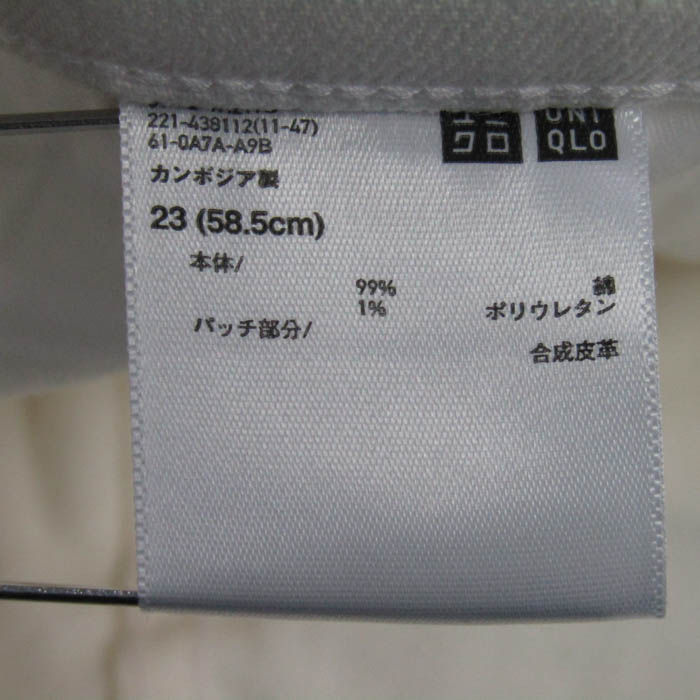 221-438112(11-47)
61-0A7A-A9B
ユニ
クロ
UNI
QLO
カンボジア製
23 (58.5cm)
本体/
99% 綿
1% ポリウレタン
パッチ部分/
合成皮革